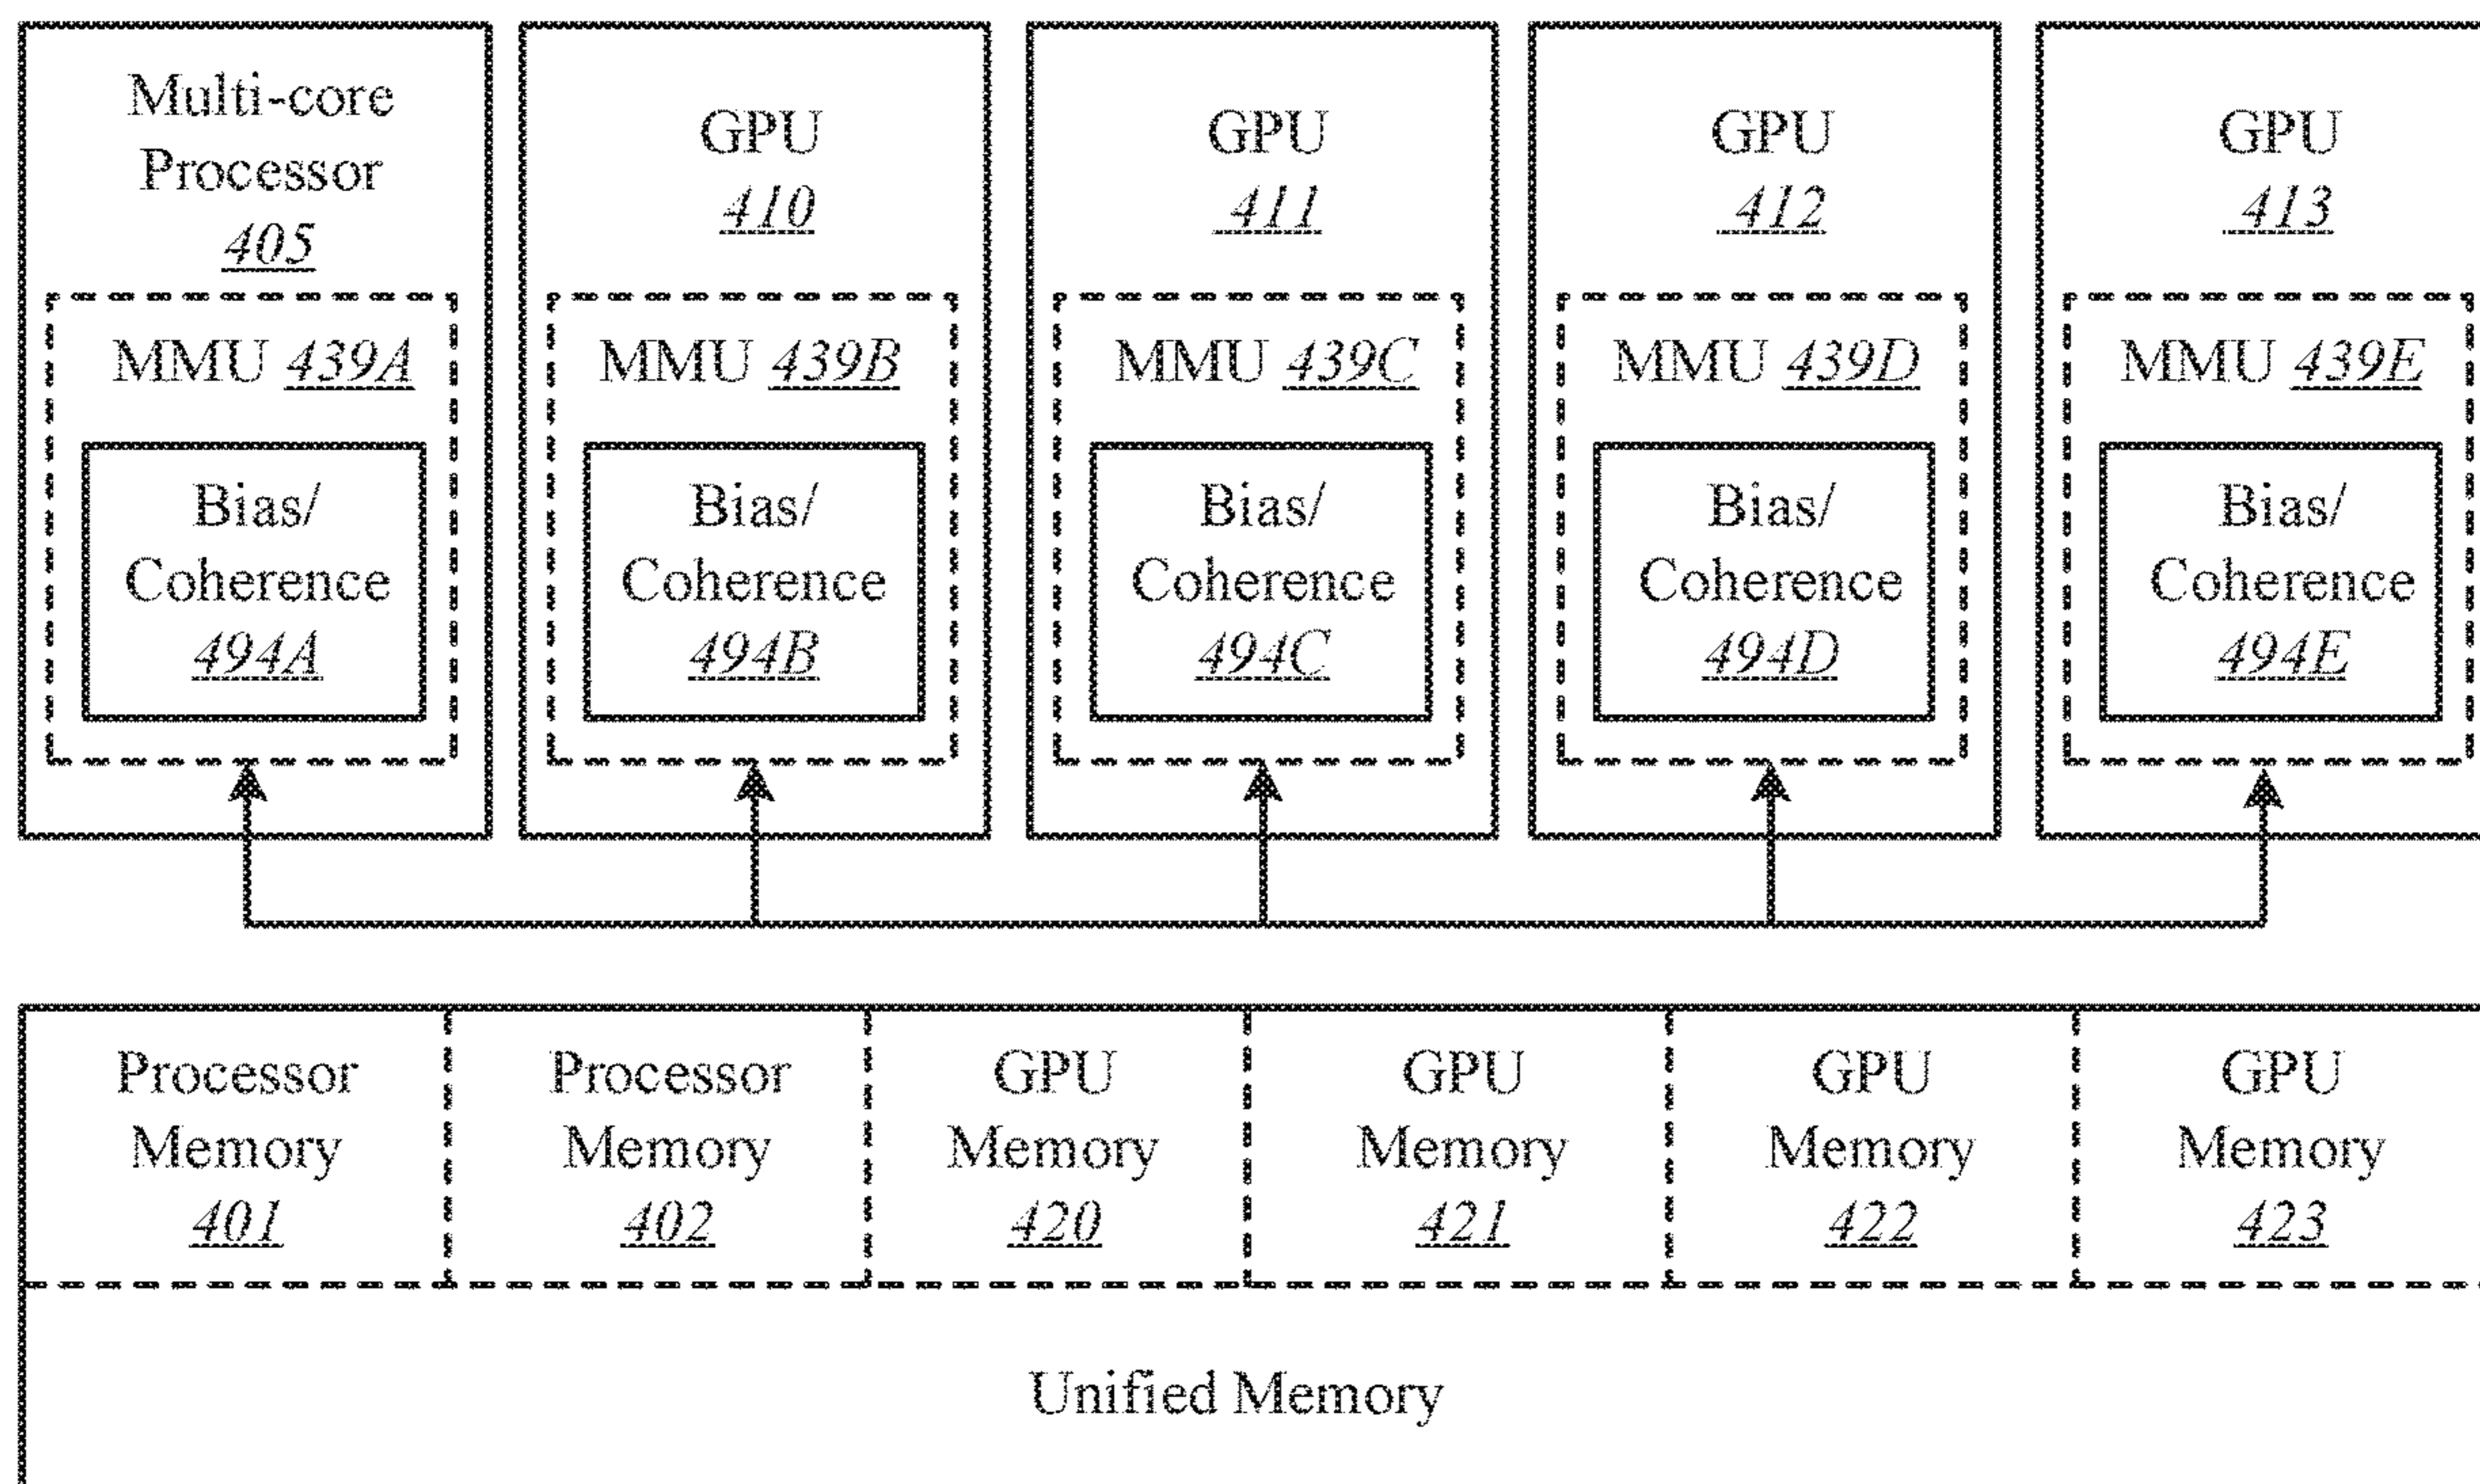 Multi-core
Processor
405
MMU 439A
Bias/
Coherence
494A
GPU
410
MMU 439B
Bias/
Coherence
494B
GPU
411
MMU 439C
Bias/
Coherence
494C
GPU
412
MMU 439D
Bias/
Coherence
494D
GPU
413
MMU 439E
Bias/
Coherence
494E
Processor
Memory
401
Processor
Memory
402
GPU
Memory
420
GPU
Memory
421
GPU
Memory
422
GPU
Memory
423
Unified Memory